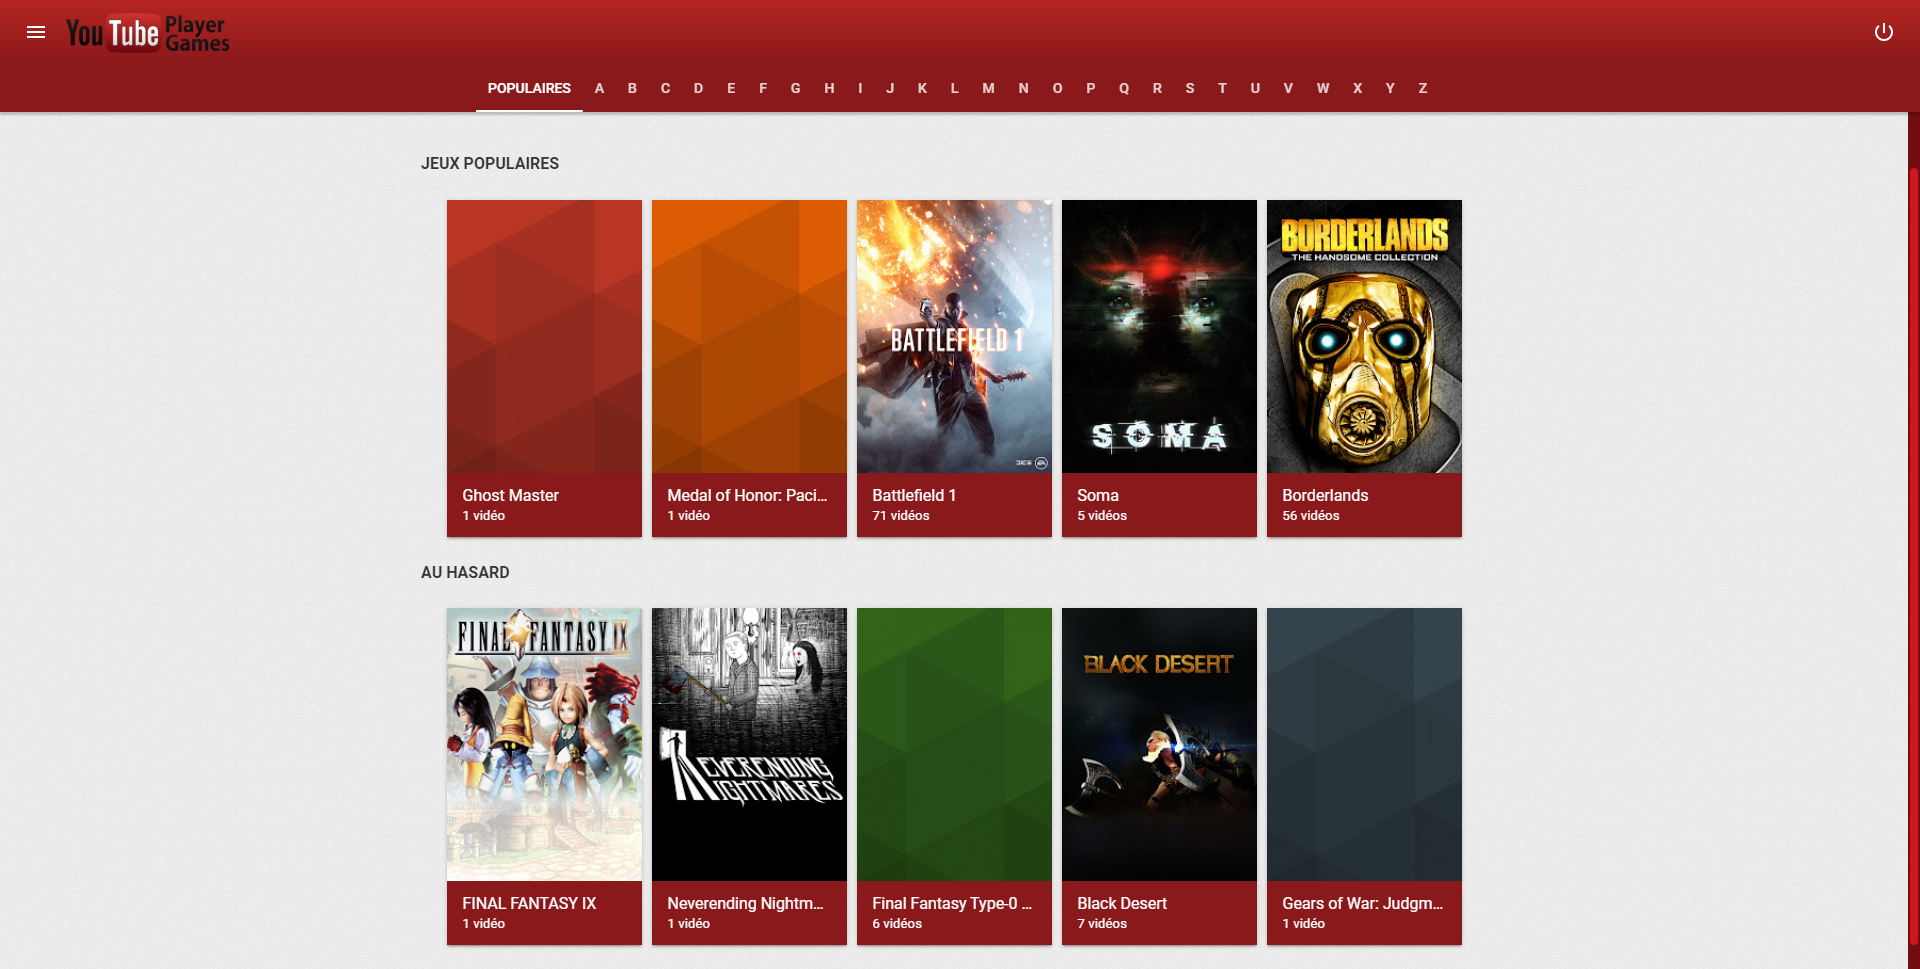 YouTube Player Games
POPULAIRES A B C D E F G H I J K L M N O P Q R S T U V W X Y Z
JEUX POPULAIRES
BATTLEFIELD 1
DICE EA
SOMA
BORDERLANDS
THE HANDSOME COLLECTION
Ghost Master
1 vidéo
Medal of Honor: Paci...
1 vidéo
Battlefield 1
71 vidéos
Soma
5 vidéos
Borderlands
56 vidéos
AU HASARD
FINAL FANTASY IX
NEVERENDING
NIGHTMARES
BLACK DESERT
FINAL FANTASY IX
1 vidéo
Neverending Nightm...
1 vidéo
Final Fantasy Type-0 ...
6 vidéos
Black Desert
7 vidéos
Gears of War: Judgm...
1 vidéo